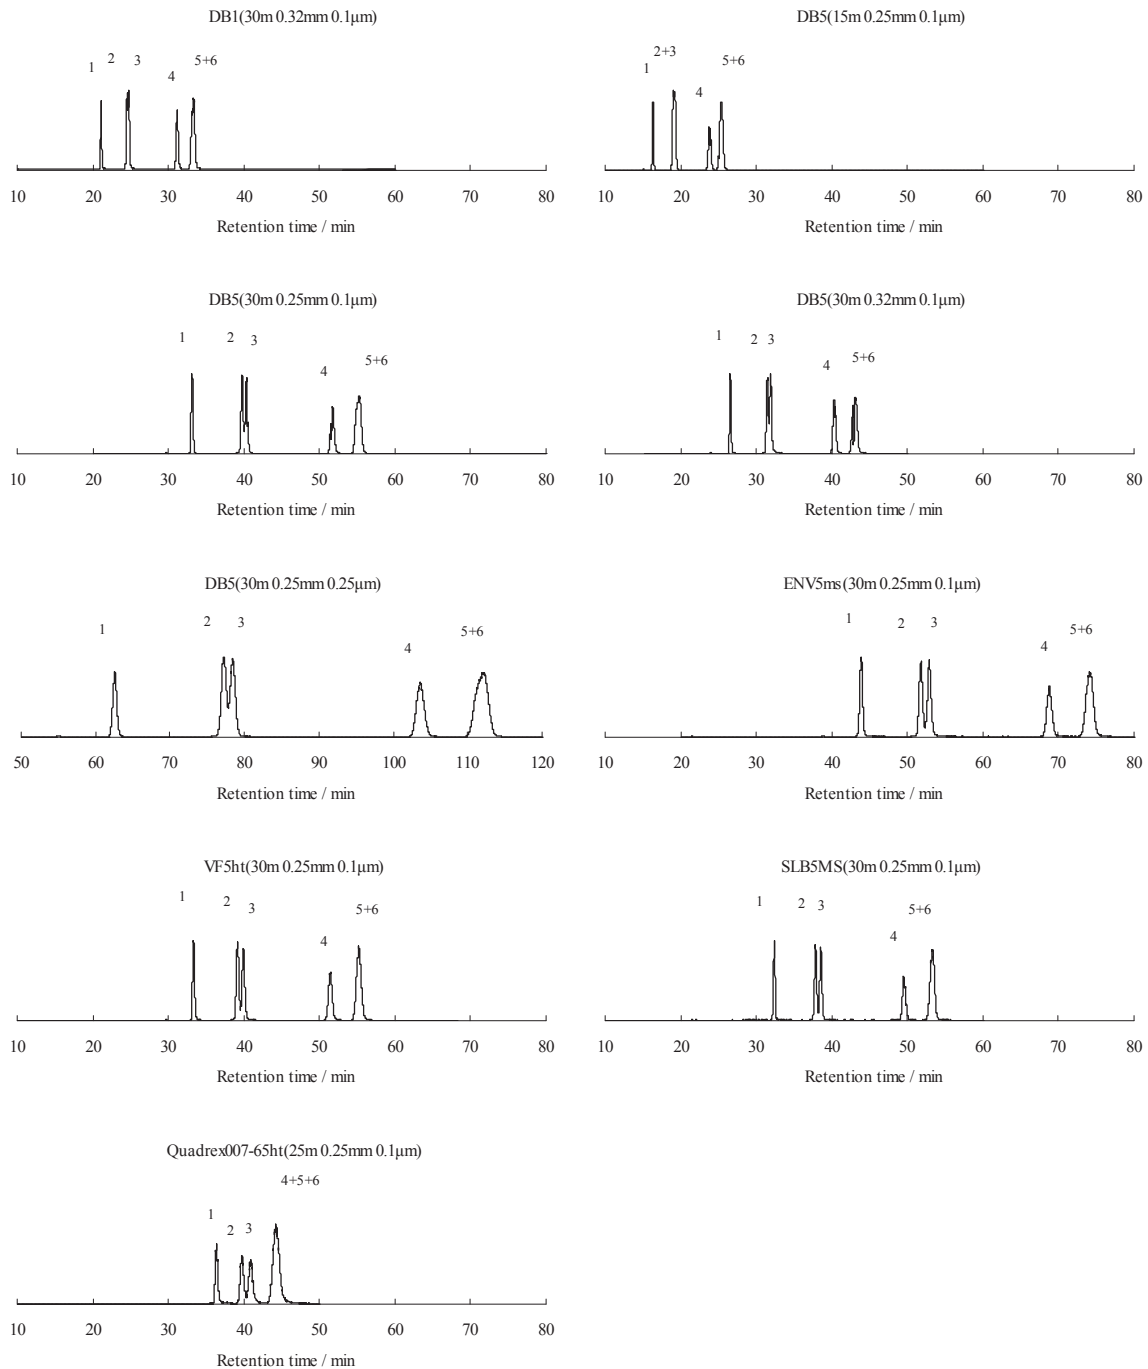 DB1(30m 0.32mm 0.1μm)
1 2 3 4 5+6
10 20 30 40 50 60 70 80
Retention time / min
DB5(15m 0.25mm 0.1μm)
1 2+3 4 5+6
10 20 30 40 50 60 70 80
Retention time / min
DB5(30m 0.25mm 0.1μm)
1 2 3 4 5+6
10 20 30 40 50 60 70 80
Retention time / min
DB5(30m 0.32mm 0.1μm)
1 2 3 4 5+6
10 20 30 40 50 60 70 80
Retention time / min
DB5(30m 0.25mm 0.25μm)
1 2 3 4 5+6
50 60 70 80 90 100 110 120
Retention time / min
ENV5ms(30m 0.25mm 0.1μm)
1 2 3 4 5+6
10 20 30 40 50 60 70 80
Retention time / min
VF5ht(30m 0.25mm 0.1μm)
1 2 3 4 5+6
10 20 30 40 50 60 70 80
Retention time / min
SLB5MS(30m 0.25mm 0.1μm)
1 2 3 4 5+6
10 20 30 40 50 60 70 80
Retention time / min
Quadrex007-65ht(25m 0.25mm 0.1μm)
1 2 3 4+5+6
10 20 30 40 50 60 70 80
Retention time / min